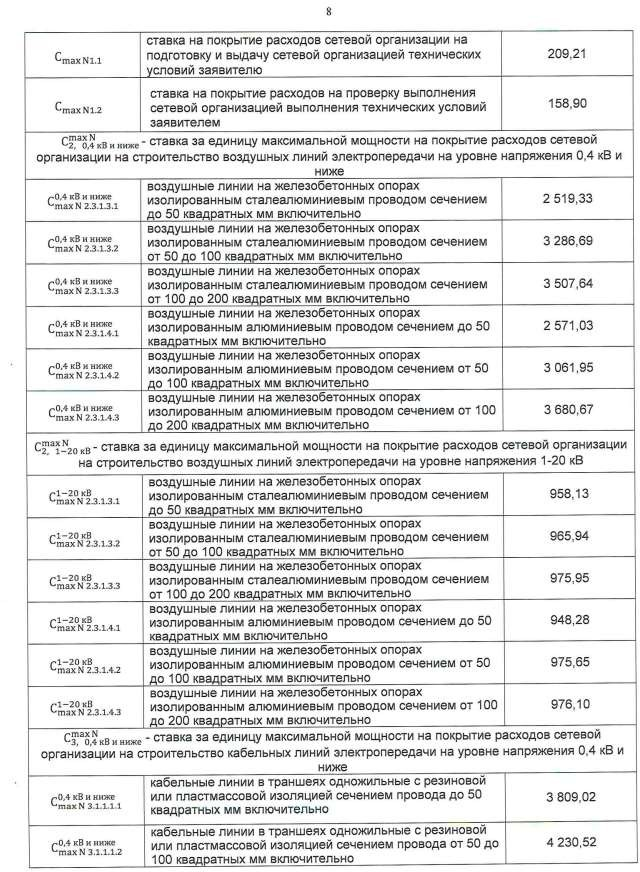 8
C max N1.1
ставка на покрытие расходов сетевой организации на
подготовку и выдачу сетевой организацией технических
условий заявителю
209,21
C max N1.2
ставка на покрытие расходов на проверку выполнения
сетевой организацией выполнения технических условий
заявителем
158,90
C max N 2, 0,4 кВ и ниже - ставка за единицу максимальной мощности на покрытие расходов сетевой
организации на строительство воздушных линий электропередачи на уровне напряжения 0,4 кВ и
ниже
C 0,4 кВ и ниже max N 2.3.1.3.1
воздушные линии на железобетонных опорах
изолированным сталеалюминиевым проводом сечением
до 50 квадратных мм включительно
2 519,33
C 0,4 кВ и ниже max N 2.3.1.3.2
воздушные линии на железобетонных опорах
изолированным сталеалюминиевым проводом сечением
от 50 до 100 квадратных мм включительно
3 286,69
C 0,4 кВ и ниже max N 2.3.1.3.3
воздушные линии на железобетонных опорах
изолированным сталеалюминиевым проводом сечением
от 100 до 200 квадратных мм включительно
3 507,64
C 0,4 кВ и ниже max N 2.3.1.4.1
воздушные линии на железобетонных опорах
изолированным алюминиевым проводом сечением до 50
квадратных мм включительно
2 571,03
C 0,4 кВ и ниже max N 2.3.1.4.2
воздушные линии на железобетонных опорах
изолированным алюминиевым проводом сечением от 50
до 100 квадратных мм включительно
3 061,95
C 0,4 кВ и ниже max N 2.3.1.4.3
воздушные линии на железобетонных опорах
изолированным алюминиевым проводом сечением от 100
до 200 квадратных мм включительно
3 680,67
C max N 2, 1−20 кВ - ставка за единицу максимальной мощности на покрытие расходов сетевой организации
на строительство воздушных линий электропередачи на уровне напряжения 1-20 кВ
C 1−20 кВ max N 2.3.1.3.1
воздушные линии на железобетонных опорах
изолированным сталеалюминиевым проводом сечением
до 50 квадратных мм включительно
958,13
C 1−20 кВ max N 2.3.1.3.2
воздушные линии на железобетонных опорах
изолированным сталеалюминиевым проводом сечением
от 50 до 100 квадратных мм включительно
965,94
C 1−20 кВ max N 2.3.1.3.3
воздушные линии на железобетонных опорах
изолированным сталеалюминиевым проводом сечением
от 100 до 200 квадратных мм включительно
975,95
C 1−20 кВ max N 2.3.1.4.1
воздушные линии на железобетонных опорах
изолированным алюминиевым проводом сечением до 50
квадратных мм включительно
948,28
C 1−20 кВ max N 2.3.1.4.2
воздушные линии на железобетонных опорах
изолированным алюминиевым проводом сечением от 50
до 100 квадратных мм включительно
975,65
C 1−20 кВ max N 2.3.1.4.3
воздушные линии на железобетонных опорах
изолированным алюминиевым проводом сечением от 100
до 200 квадратных мм включительно
976,10
C max N 3, 0,4 кВ и ниже - ставка за единицу максимальной мощности на покрытие расходов сетевой
организации на строительство кабельных линий электропередачи на уровне напряжения 0,4 кВ и
ниже
C 0,4 кВ и ниже max N 3.1.1.1.1
кабельные линии в траншеях одножильные с резиновой
или пластмассовой изоляцией сечением провода до 50
квадратных мм включительно
3 809,02
C 0,4 кВ и ниже max N 3.1.1.1.2
кабельные линии в траншеях одножильные с резиновой
или пластмассовой изоляцией сечением провода от 50 до
100 квадратных мм включительно
4 230,52